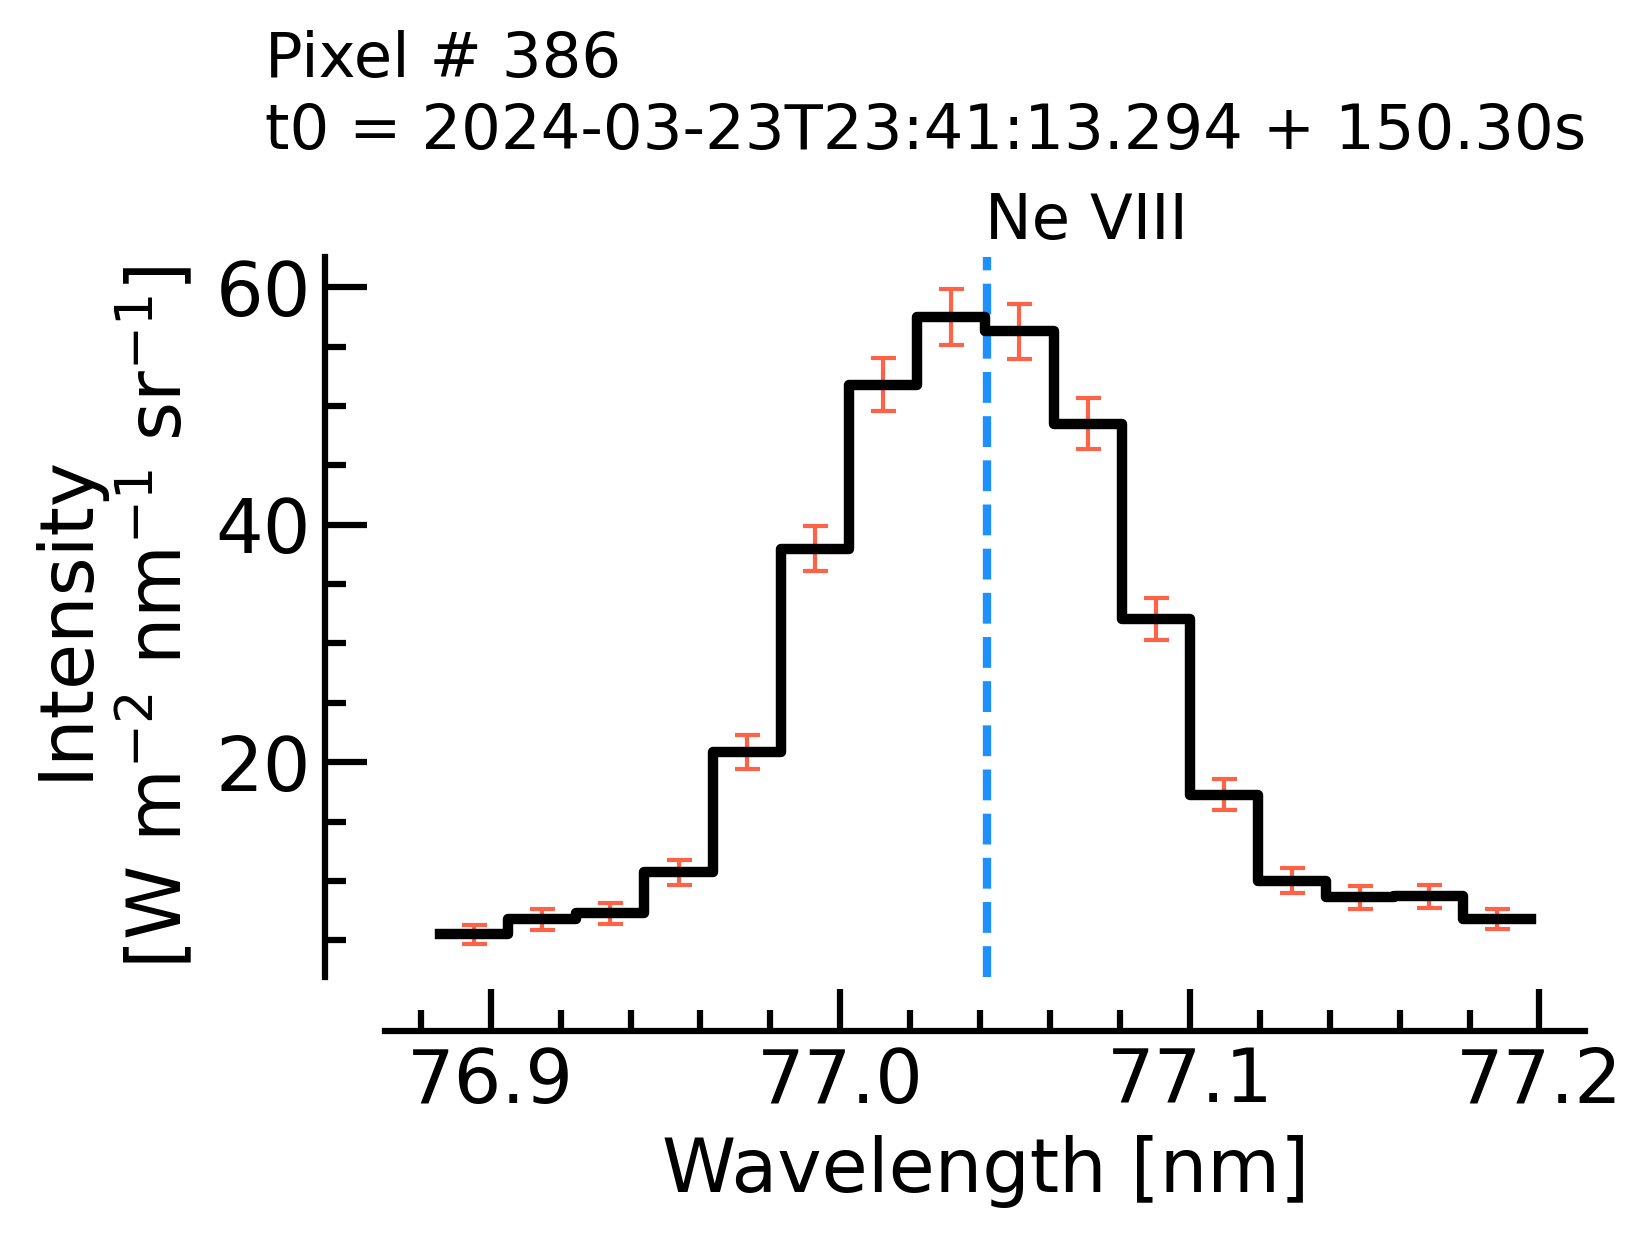 Pixel # 386
t0 = 2024-03-23T23:41:13.294 + 150.30s
Ne VIII
Intensity
[W m⁻² nm⁻¹ sr⁻¹]
60
40
20
76.9 77.0 77.1 77.2
Wavelength [nm]